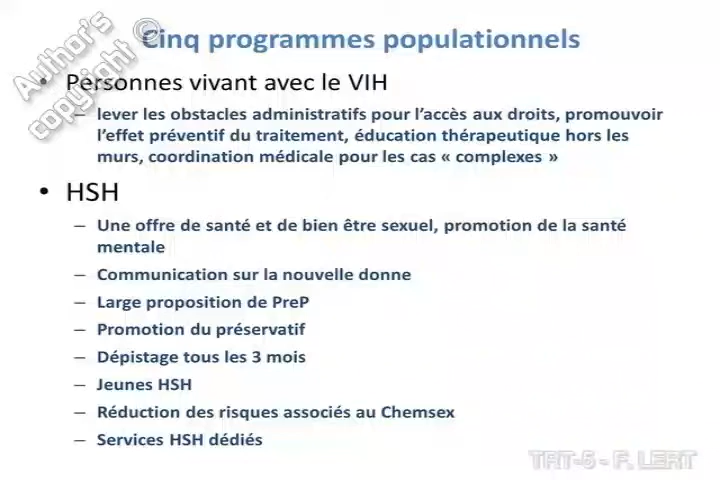 Author's
copyright ©
Cinq programmes populationnels
• Personnes vivant avec le VIH
– lever les obstacles administratifs pour l'accès aux droits, promouvoir
l'effet préventif du traitement, éducation thérapeutique hors les
murs, coordination médicale pour les cas « complexes »
• HSH
– Une offre de santé et de bien être sexuel, promotion de la santé
mentale
– Communication sur la nouvelle donne
– Large proposition de PreP
– Promotion du préservatif
– Dépistage tous les 3 mois
– Jeunes HSH
– Réduction des risques associés au Chemsex
– Services HSH dédiés
TRT-5 - F. LERT